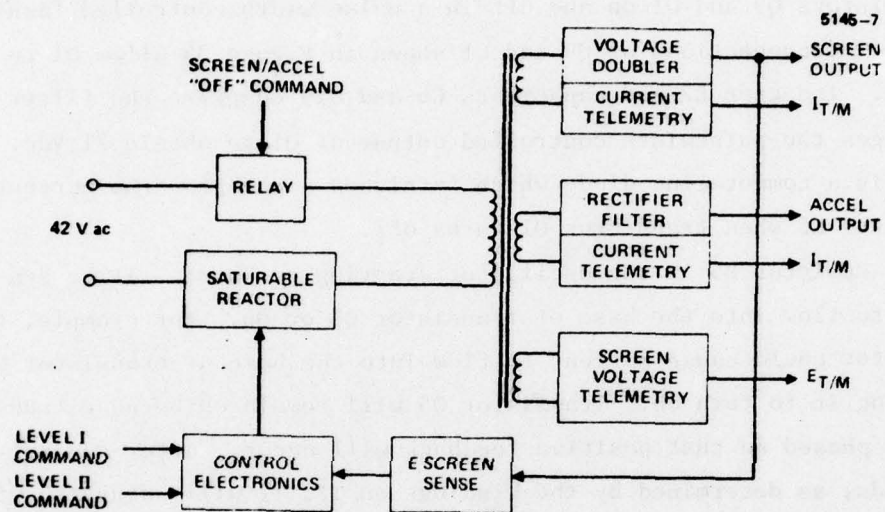 5145-7
VOLTAGE
DOUBLER
SCREEN
OUTPUT
CURRENT
TELEMETRY
I T/M
SCREEN/ACCEL
"OFF" COMMAND
RELAY
42 V ac
RECTIFIER
FILTER
ACCEL
OUTPUT
CURRENT
TELEMETRY
I T/M
SATURABLE
REACTOR
SCREEN
VOLTAGE
TELEMETRY
E T/M
LEVEL I
COMMAND
LEVEL II
COMMAND
CONTROL
ELECTRONICS
E SCREEN
SENSE